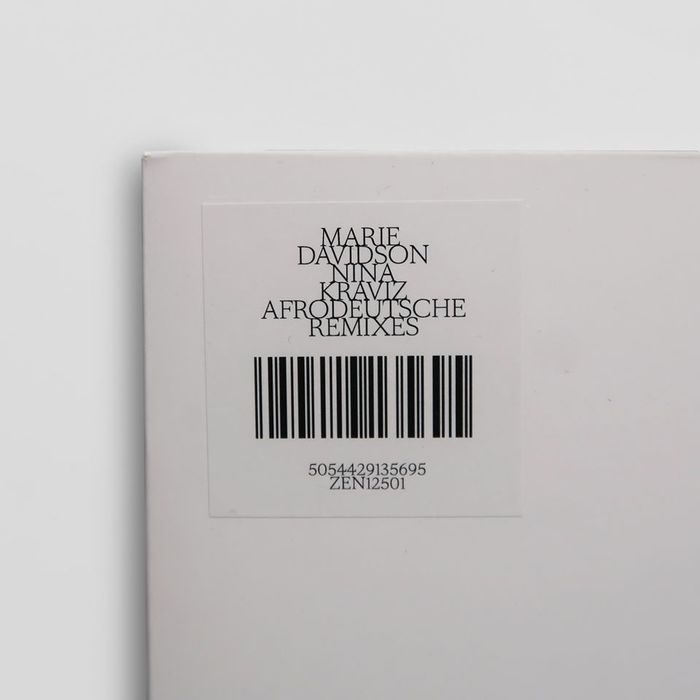 MARIE
DAVIDSON
NINA
KRAVIZ
AFRODEUTSCHE
REMIXES
5054429135695
ZEN12501